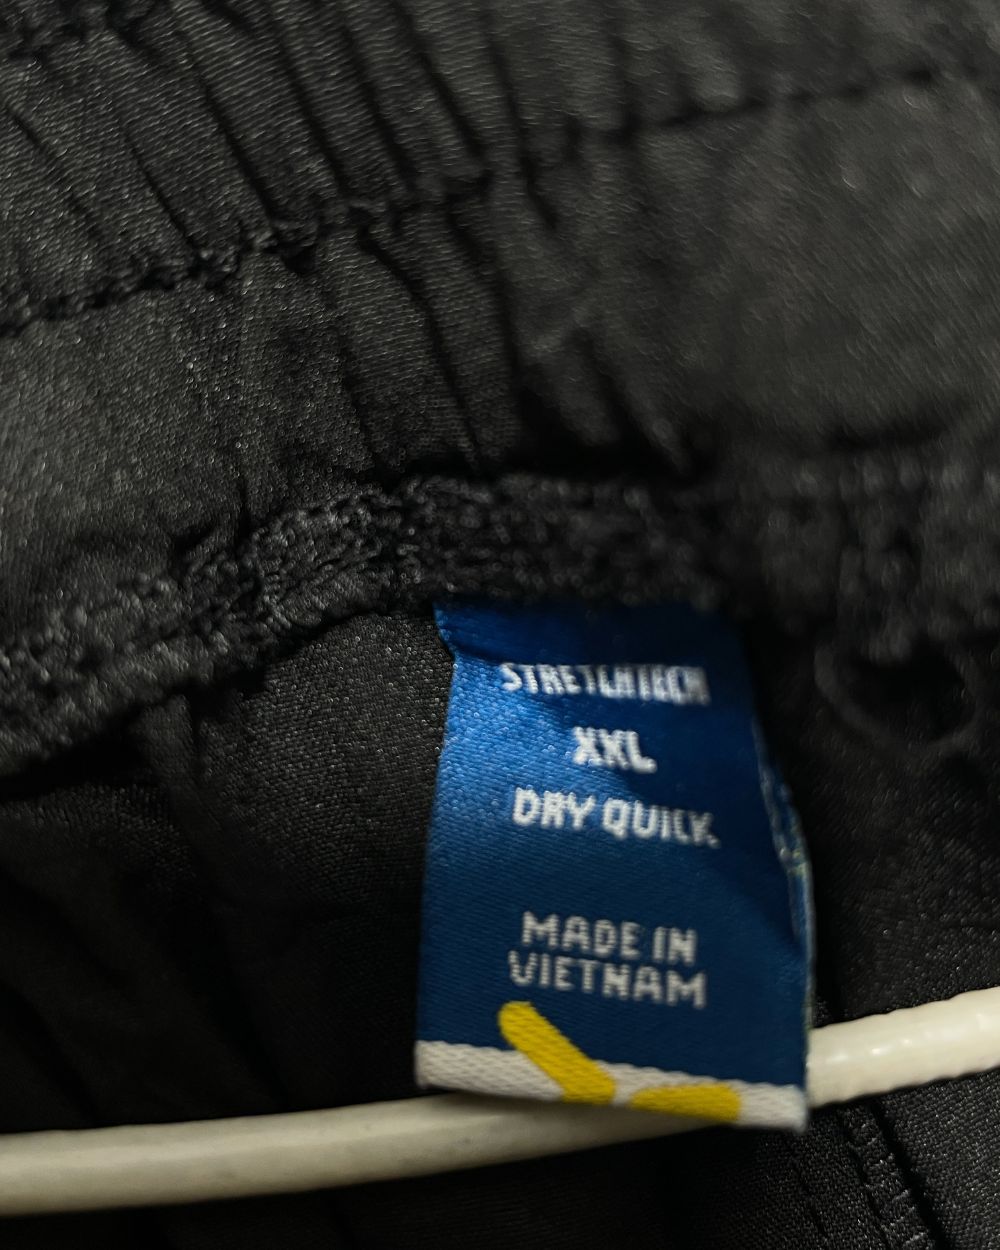 STRETCHTECH
XXL
DRY QUICK
MADE IN
VIETNAM